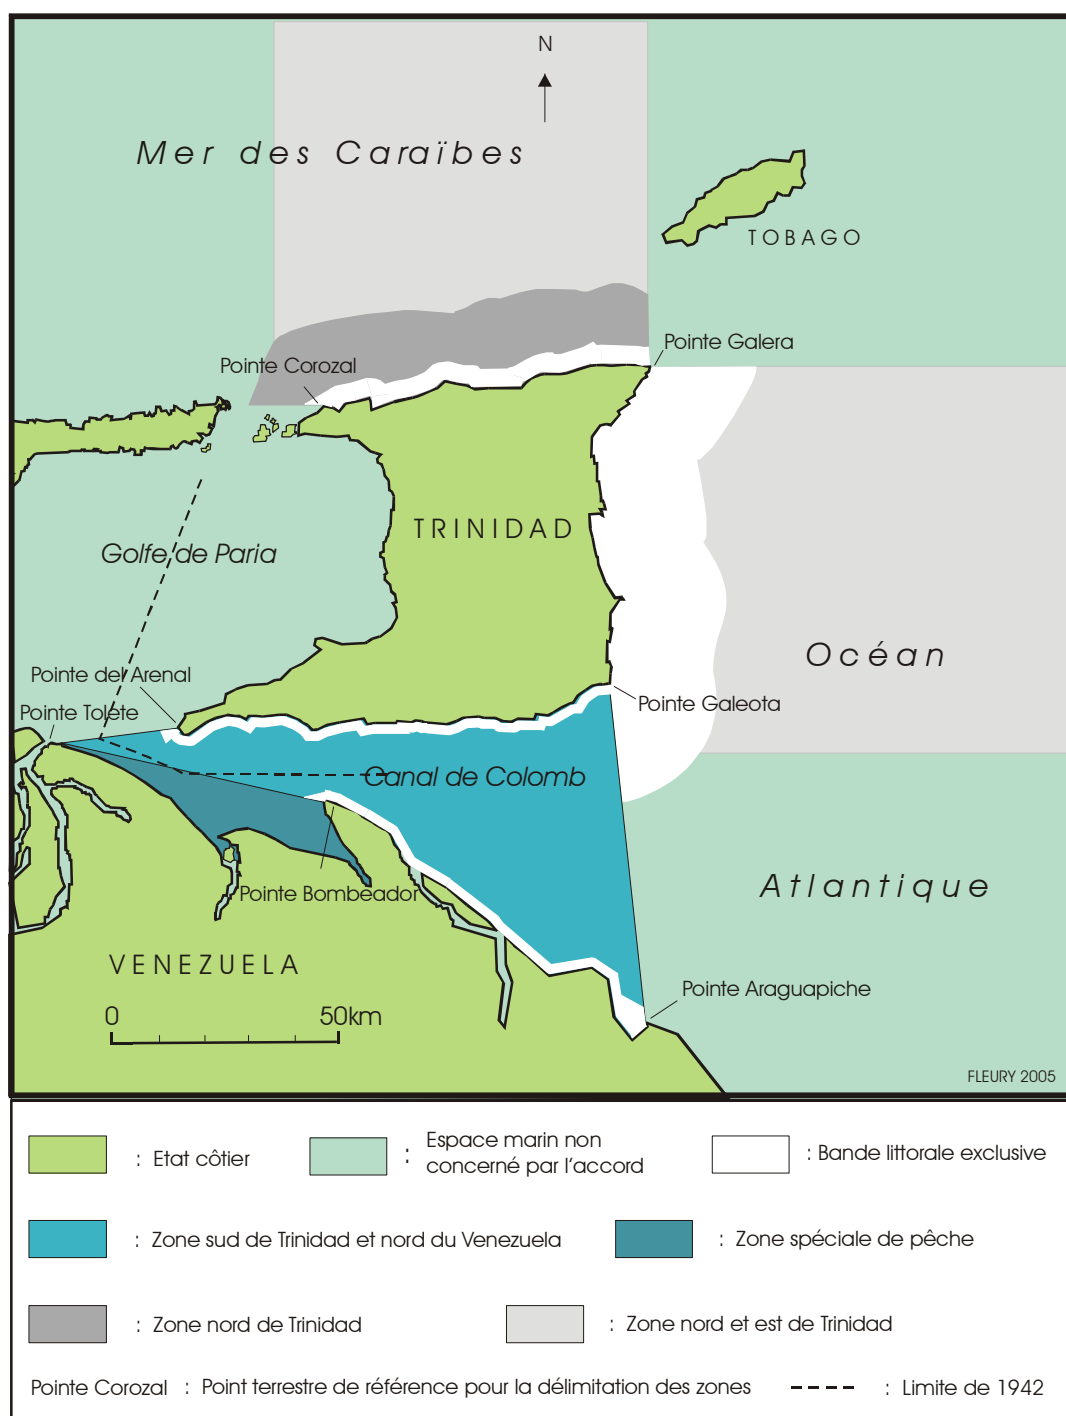 N
Mer des Caraïbes
TOBAGO
Pointe Galera
Pointe Corozal
TRINIDAD
Golfe de Paria
Océan
Pointe del Arenal
Pointe Galeota
Pointe Tolete
Canal de Colomb
Atlantique
Pointe Bombeador
VENEZUELA
Pointe Araguapiche
0 50km
FLEURY 2005
: Etat côtier
: Espace marin non
concerné par l'accord
: Bande littorale exclusive
: Zone sud de Trinidad et nord du Venezuela
: Zone spéciale de pêche
: Zone nord de Trinidad
: Zone nord et est de Trinidad
Pointe Corozal : Point terrestre de référence pour la délimitation des zones
: Limite de 1942